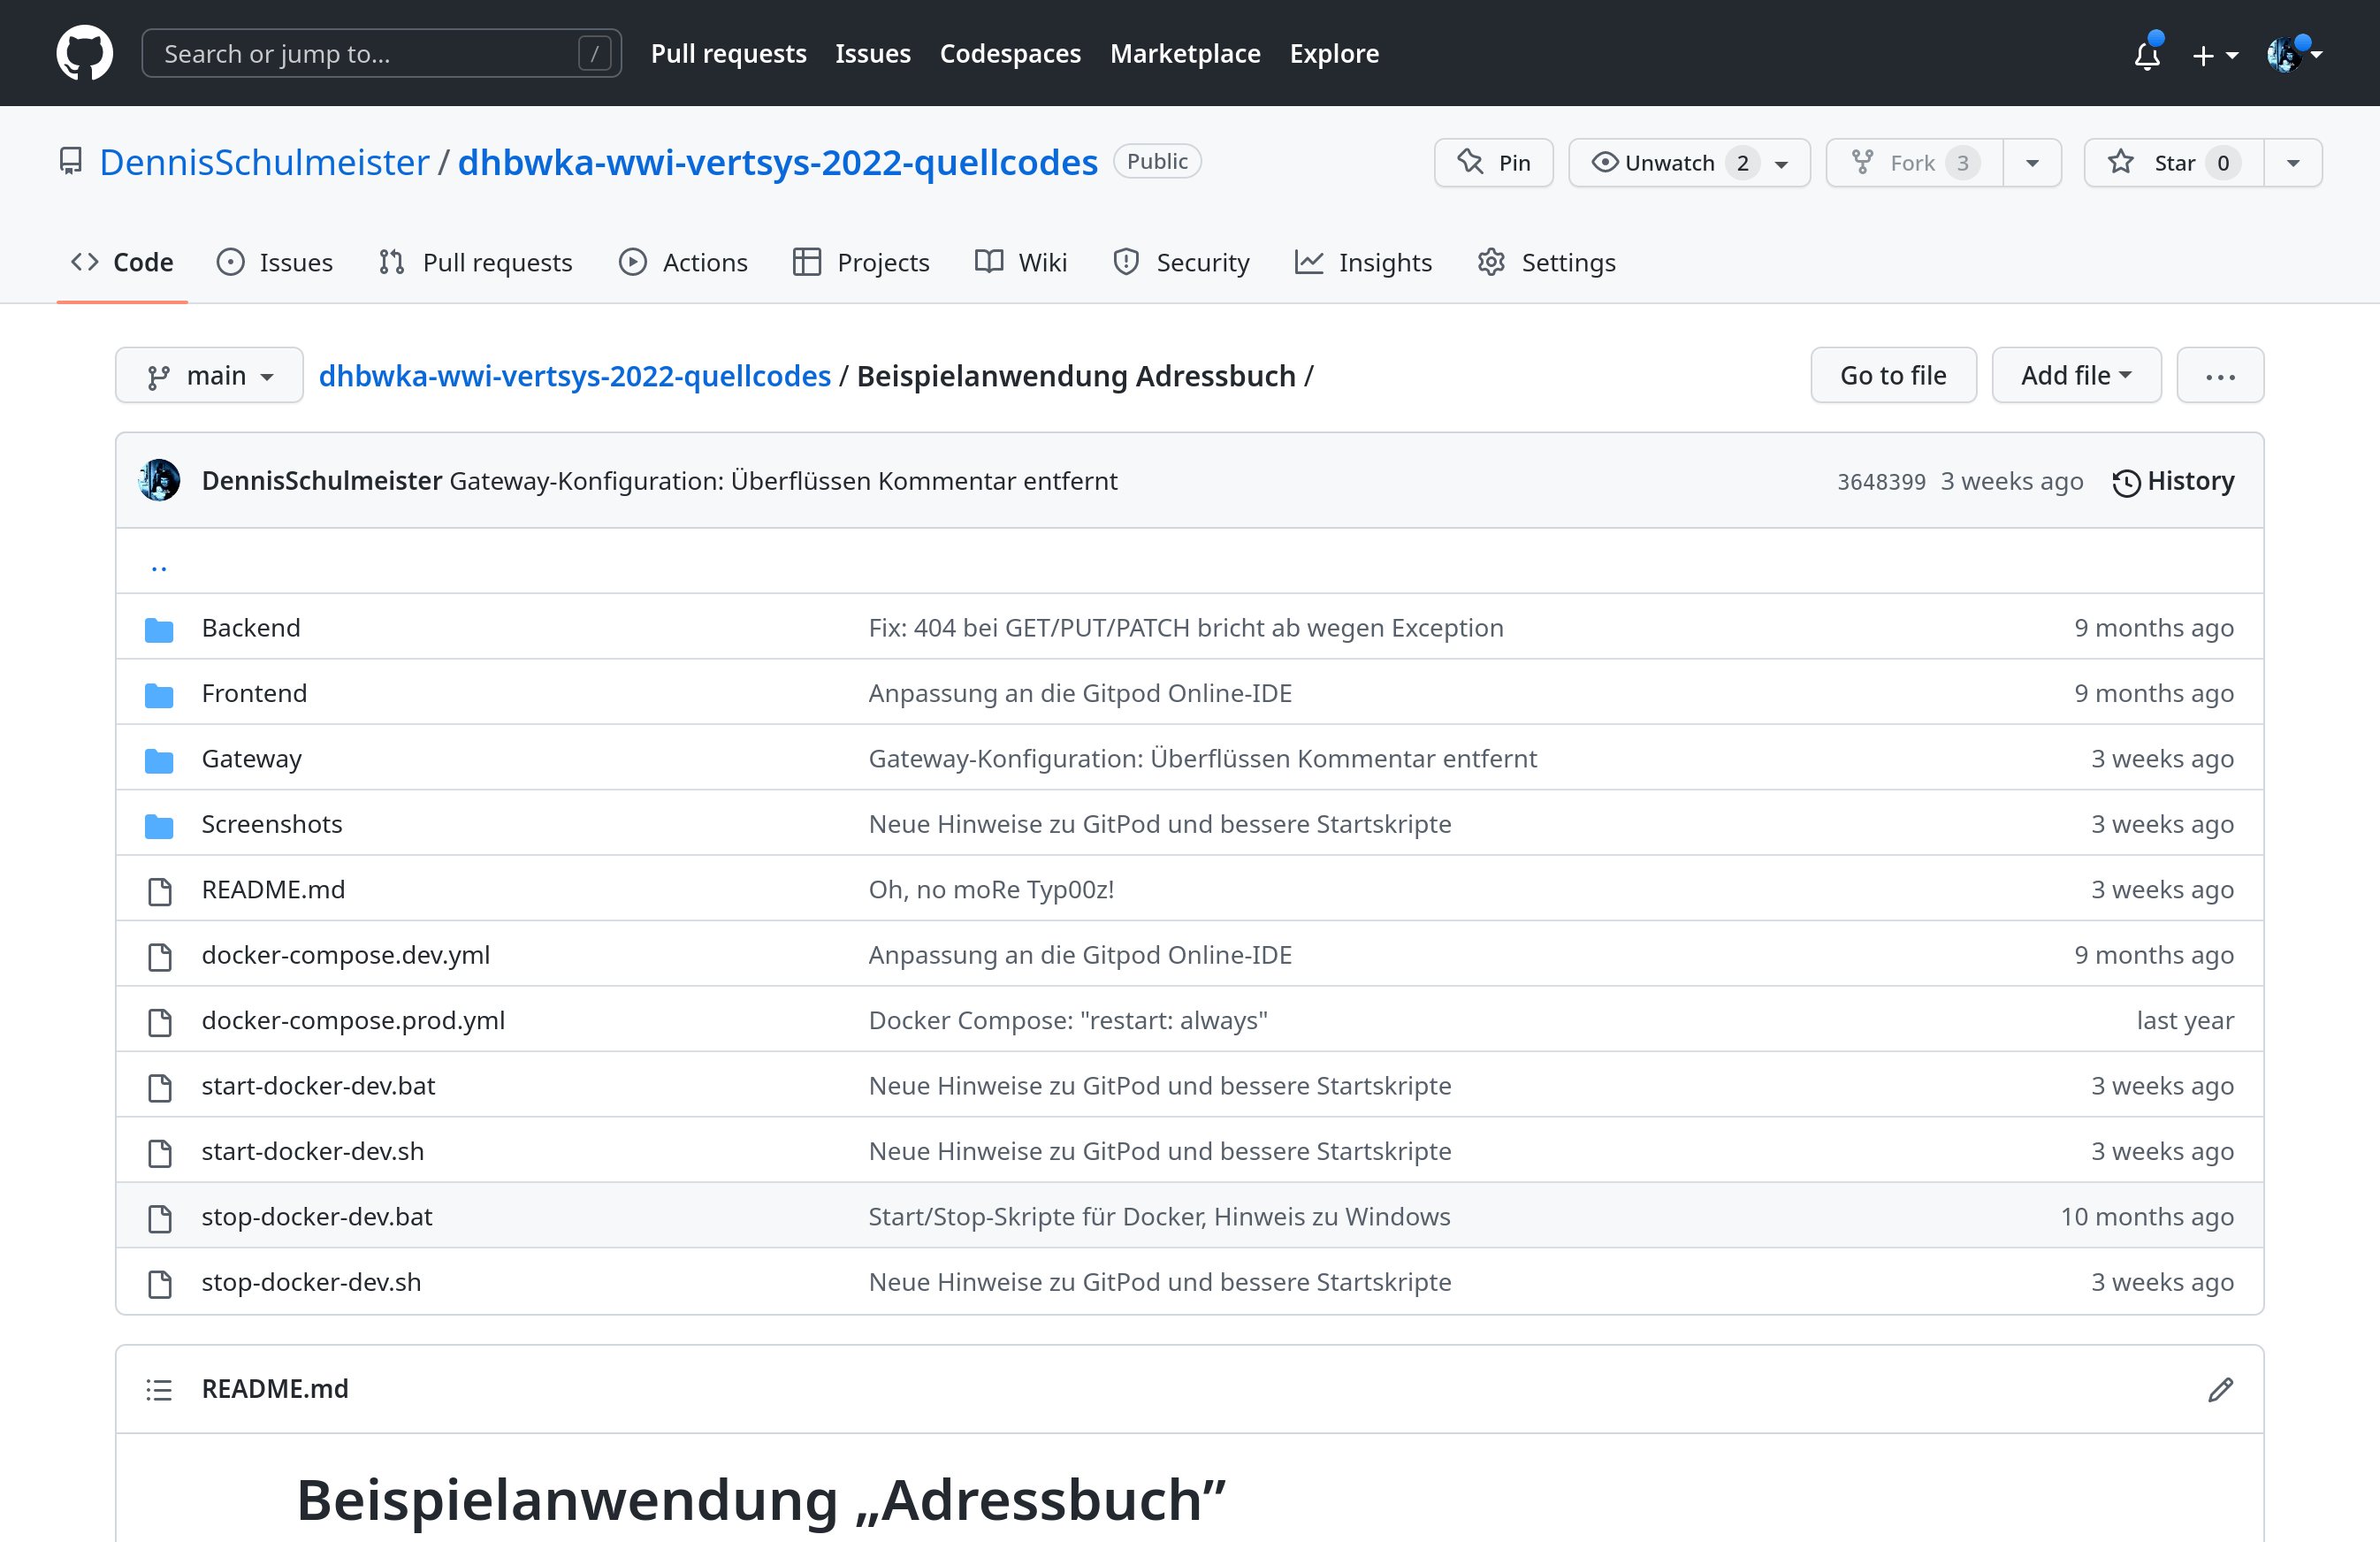 Search or jump to... /
Pull requests Issues Codespaces Marketplace Explore
DennisSchulmeister / dhbwka-wwi-vertsys-2022-quellcodes Public
Pin Unwatch 2 Fork 3 Star 0
Code Issues Pull requests Actions Projects Wiki Security Insights Settings
main dhbwka-wwi-vertsys-2022-quellcodes / Beispielanwendung Adressbuch / Go to file Add file ...
DennisSchulmeister Gateway-Konfiguration: Überflüssen Kommentar entfernt 3648399 3 weeks ago History
..
Backend Fix: 404 bei GET/PUT/PATCH bricht ab wegen Exception 9 months ago
Frontend Anpassung an die Gitpod Online-IDE 9 months ago
Gateway Gateway-Konfiguration: Überflüssen Kommentar entfernt 3 weeks ago
Screenshots Neue Hinweise zu GitPod und bessere Startskripte 3 weeks ago
README.md Oh, no moRe Typ00z! 3 weeks ago
docker-compose.dev.yml Anpassung an die Gitpod Online-IDE 9 months ago
docker-compose.prod.yml Docker Compose: "restart: always" last year
start-docker-dev.bat Neue Hinweise zu GitPod und bessere Startskripte 3 weeks ago
start-docker-dev.sh Neue Hinweise zu GitPod und bessere Startskripte 3 weeks ago
stop-docker-dev.bat Start/Stop-Skripte für Docker, Hinweis zu Windows 10 months ago
stop-docker-dev.sh Neue Hinweise zu GitPod und bessere Startskripte 3 weeks ago
README.md
Beispielanwendung „Adressbuch”